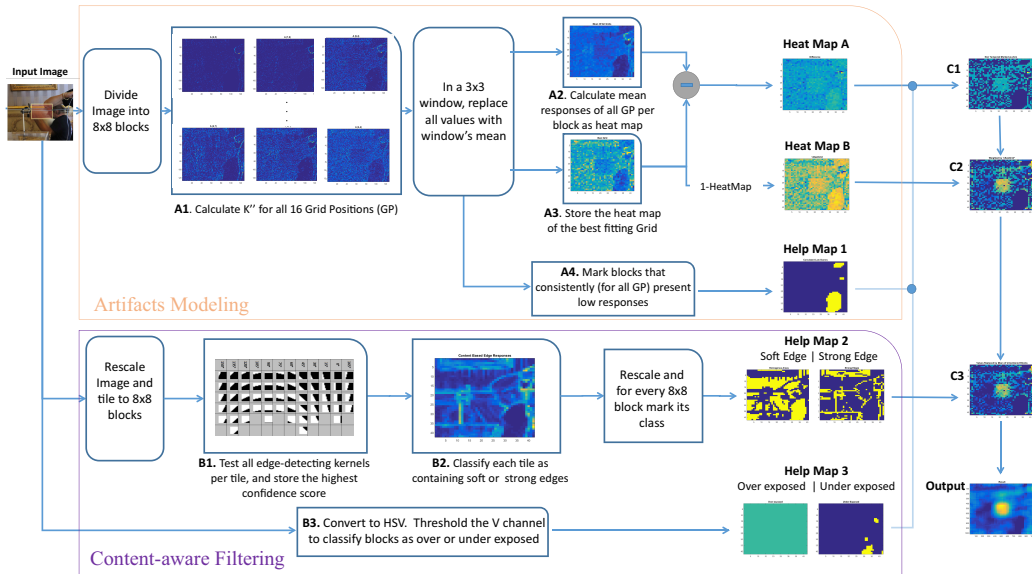 Input Image
Divide
Image into
8x8 blocks
A1. Calculate K'' for all 16 Grid Positions (GP)
In a 3x3
window, replace
all values with
window's mean
A2. Calculate mean
responses of all GP per
block as heat map
A3. Store the heat map
of the best fitting Grid
1-HeatMap
Heat Map A
Heat Map B
A4. Mark blocks that
consistently (for all GP) present
low responses
Help Map 1
C1
C2
C3
Artifacts Modeling
Rescale
Image and
tile to 8x8
blocks
B1. Test all edge-detecting kernels
per tile, and store the highest
confidence score
Content Based Edge Responses
B2. Classify each tile as
containing soft or strong edges
Rescale and
for every 8x8
block mark its
class
Help Map 2
Soft Edge | Strong Edge
Help Map 3
Over exposed | Under exposed
B3. Convert to HSV. Threshold the V channel
to classify blocks as over or under exposed
Output
Content-aware Filtering